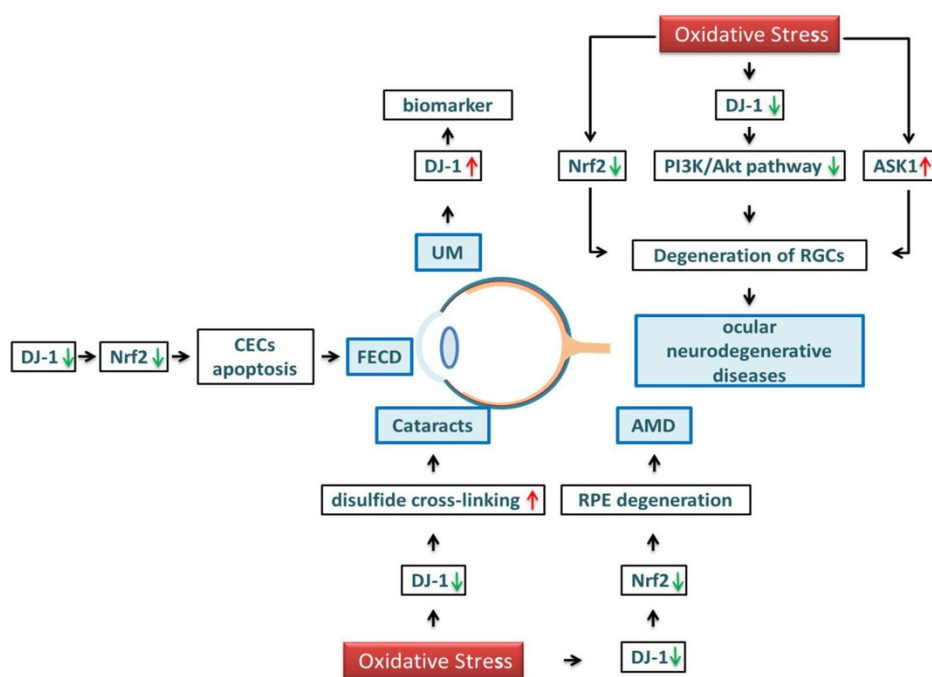 Oxidative Stress
biomarker
DJ-1
DJ-1
Nrf2
PI3K/Akt pathway
ASK1
UM
Degeneration of RGCs
DJ-1
Nrf2
CECs
apoptosis
FECD
ocular
neurodegenerative
diseases
Cataracts
AMD
disulfide cross-linking
RPE degeneration
DJ-1
Nrf2
Oxidative Stress
DJ-1